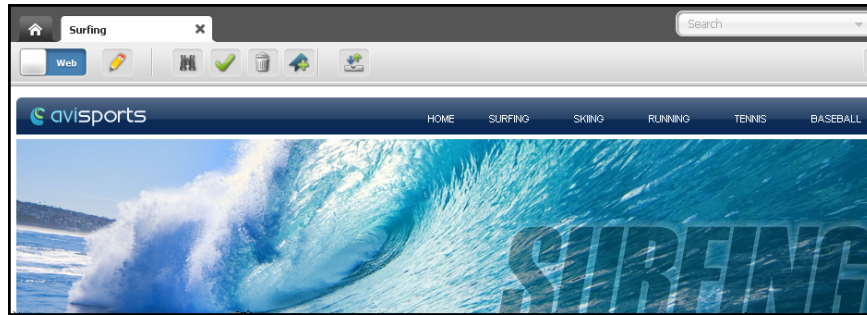 Surfing
Search
Web
avisports
HOME SURFING SKIING RUNNING TENNIS BASEBALL
SURFING